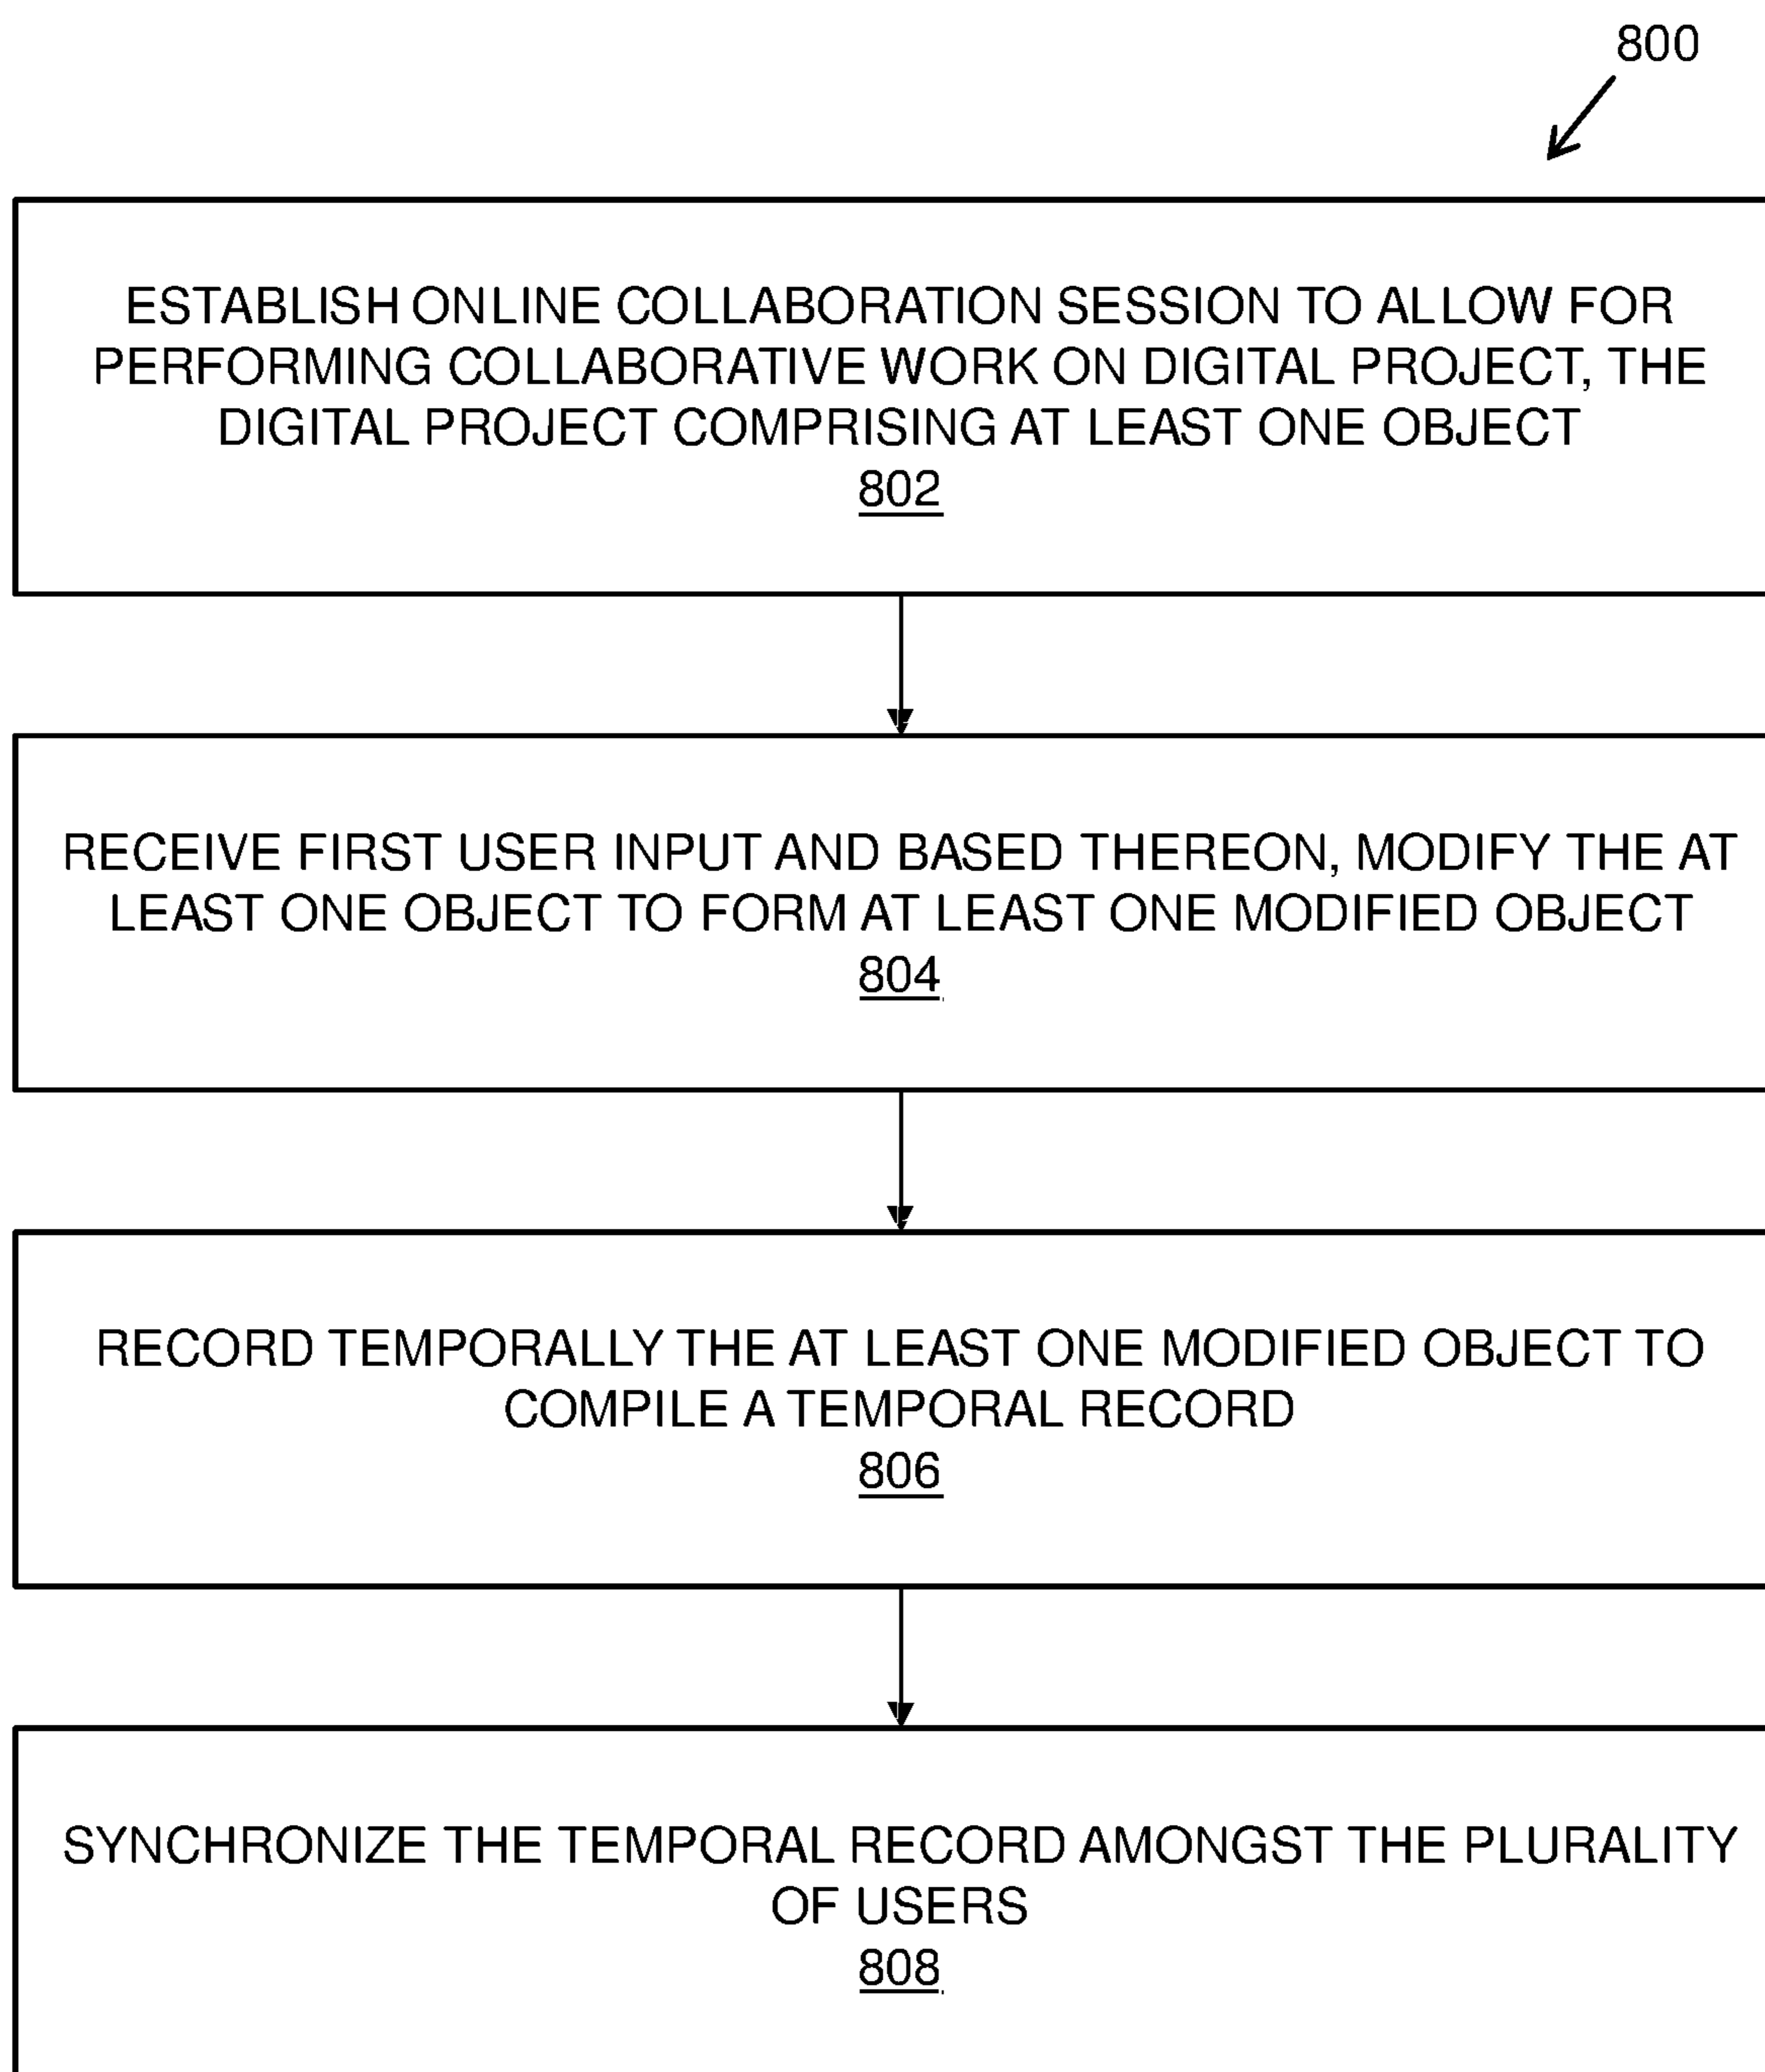 800
ESTABLISH ONLINE COLLABORATION SESSION TO ALLOW FOR
PERFORMING COLLABORATIVE WORK ON DIGITAL PROJECT, THE
DIGITAL PROJECT COMPRISING AT LEAST ONE OBJECT
802
RECEIVE FIRST USER INPUT AND BASED THEREON, MODIFY THE AT
LEAST ONE OBJECT TO FORM AT LEAST ONE MODIFIED OBJECT
804
RECORD TEMPORALLY THE AT LEAST ONE MODIFIED OBJECT TO
COMPILE A TEMPORAL RECORD
806
SYNCHRONIZE THE TEMPORAL RECORD AMONGST THE PLURALITY
OF USERS
808